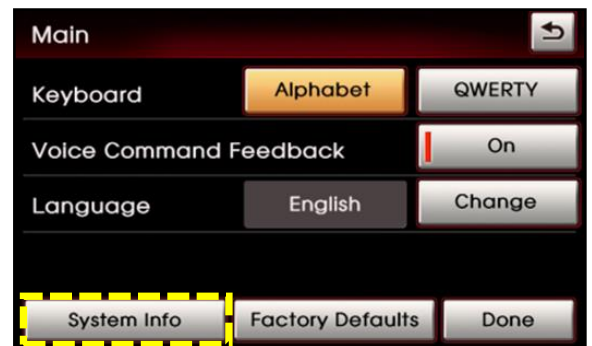 Main
Keyboard Alphabet QWERTY
Voice Command Feedback On
Language English Change
System Info Factory Defaults Done